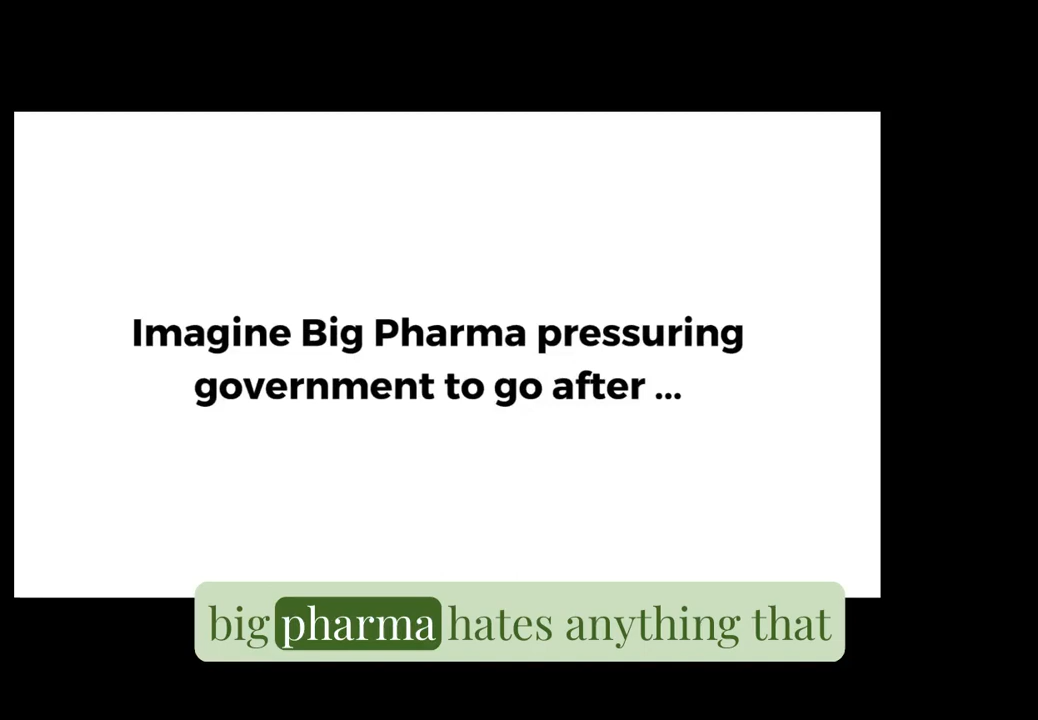 Imagine Big Pharma pressuring
government to go after ...
big pharma hates anything that